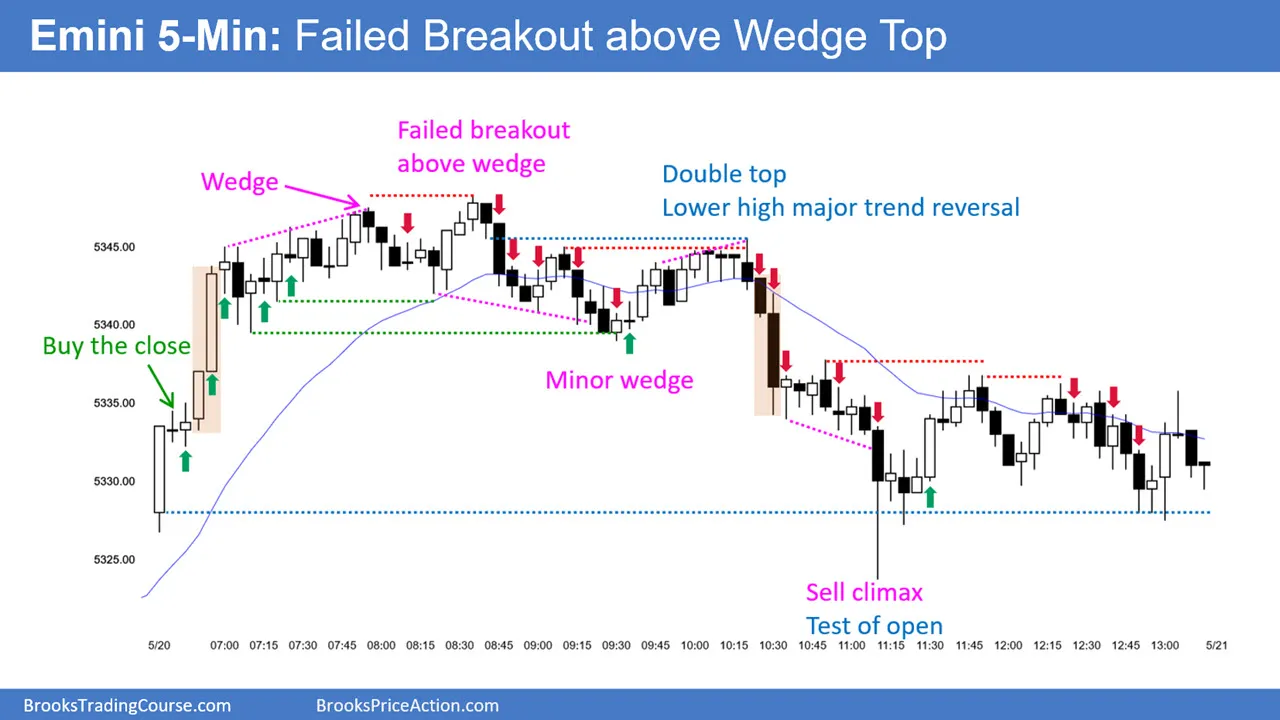 Emini 5-Min: Failed Breakout above Wedge Top
Failed breakout
above wedge
Wedge
Double top
Lower high major trend reversal
5345.00
5340.00
Buy the close
Minor wedge
5335.00
5330.00
5325.00
Sell climax
Test of open
5/20 07:00 07:15 07:30 07:45 08:00 08:15 08:30 08:45 09:00 09:15 09:30 09:45 10:00 10:15 10:30 10:45 11:00 11:15 11:30 11:45 12:00 12:15 12:30 12:45 13:00 5/21
BrooksTradingCourse.com BrooksPriceAction.com